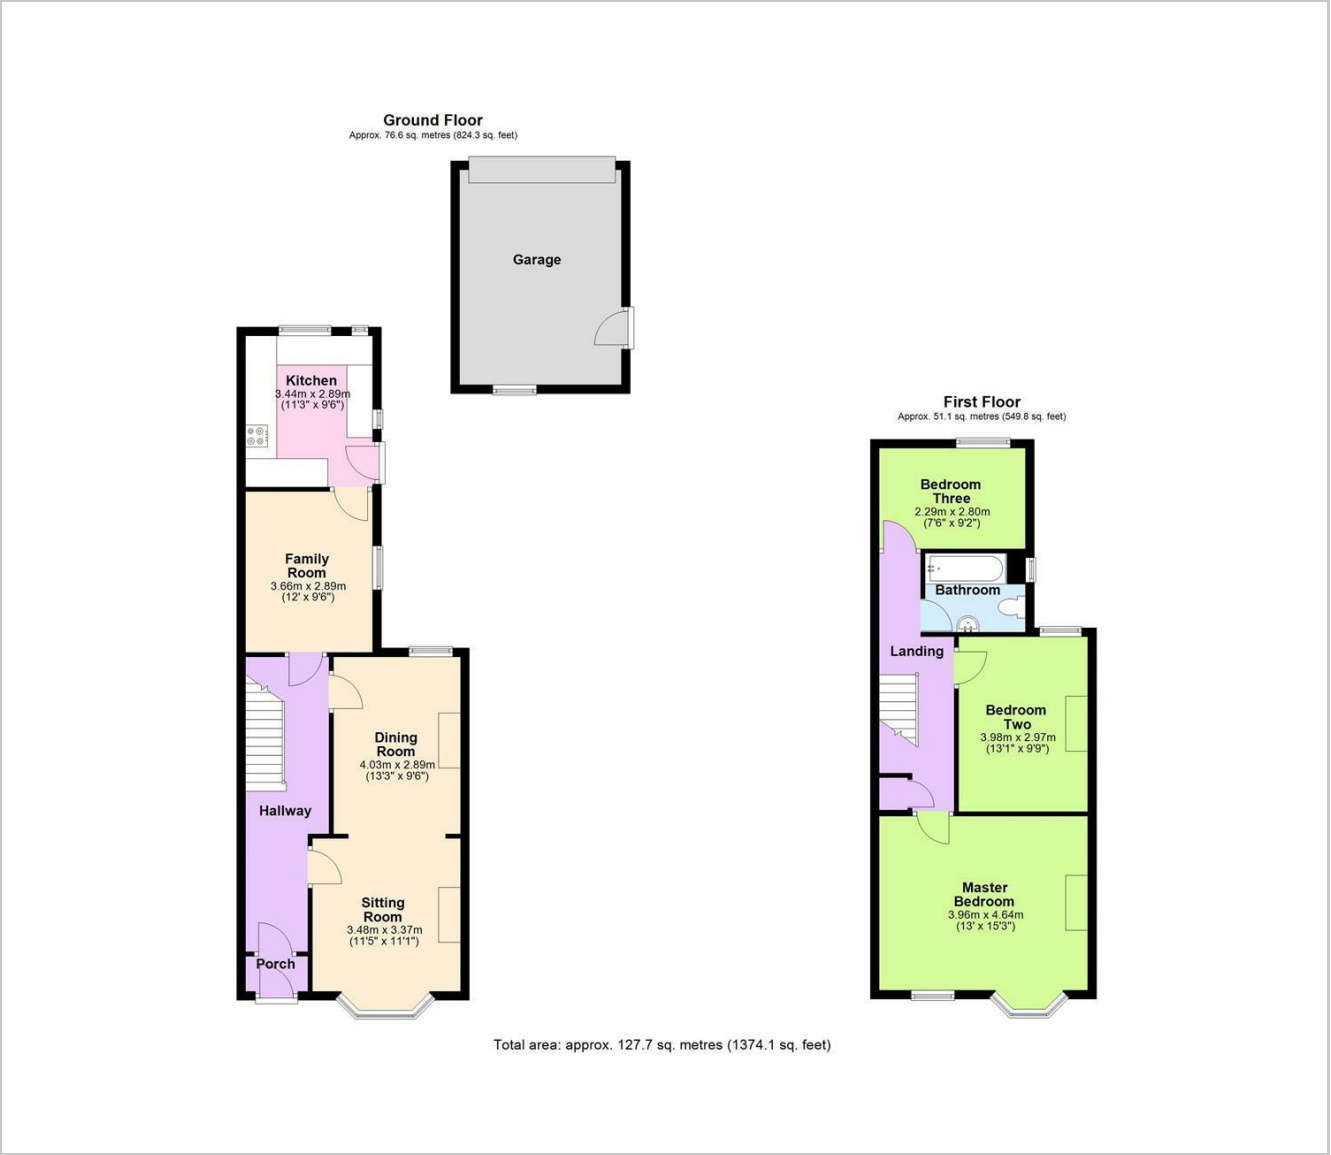 Ground Floor
Approx. 76.6 sq. metres (824.3 sq. feet)
Garage
Kitchen
3.44m x 2.89m
(11'3" x 9'6")
Family
Room
3.66m x 2.89m
(12' x 9'6")
Dining
Room
4.03m x 2.89m
(13'3" x 9'6")
Hallway
Sitting
Room
3.48m x 3.37m
(11'5" x 11'1")
Porch
First Floor
Approx. 51.1 sq. metres (549.8 sq. feet)
Bedroom
Three
2.29m x 2.80m
(7'6" x 9'2")
Bathroom
Landing
Bedroom
Two
3.98m x 2.97m
(13'1" x 9'9")
Master
Bedroom
3.96m x 4.64m
(13' x 15'3")
Total area: approx. 127.7 sq. metres (1374.1 sq. feet)